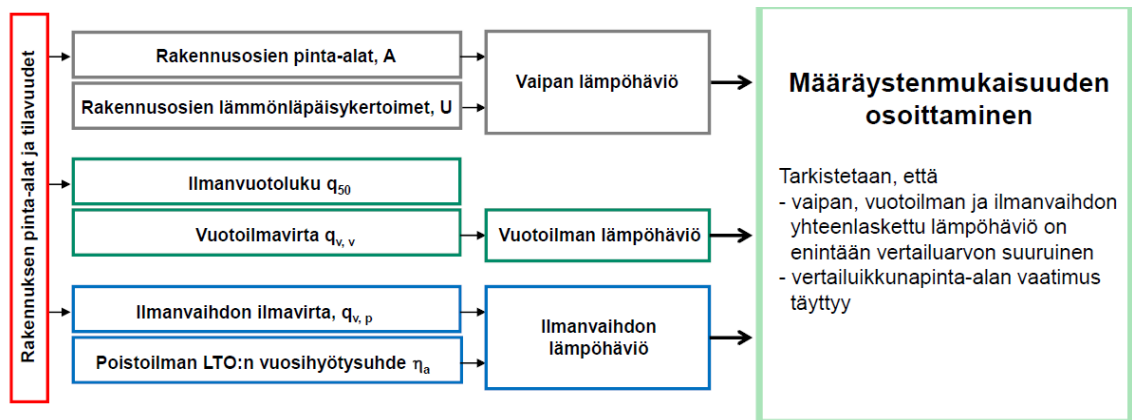 Rakennuksen pinta-alat ja tilavuudet
Rakennusosien pinta-alat, A
Rakennusosien lämmönläpäisykertoimet, U
Vaipan lämpöhäviö
Ilmanvuotoluku q50
Vuotoilmavirta qv, v
Vuotoilman lämpöhäviö
Ilmanvaihdon ilmavirta, qv, p
Poistoilman LTO:n vuosihyötysuhde ηa
Ilmanvaihdon
lämpöhäviö
Määräystenmukaisuuden
osoittaminen
Tarkistetaan, että
- vaipan, vuotoilman ja ilmanvaihdon
yhteenlaskettu lämpöhäviö on
enintään vertailuarvon suuruinen
- vertailuikkunapinta-alan vaatimus
täyttyy